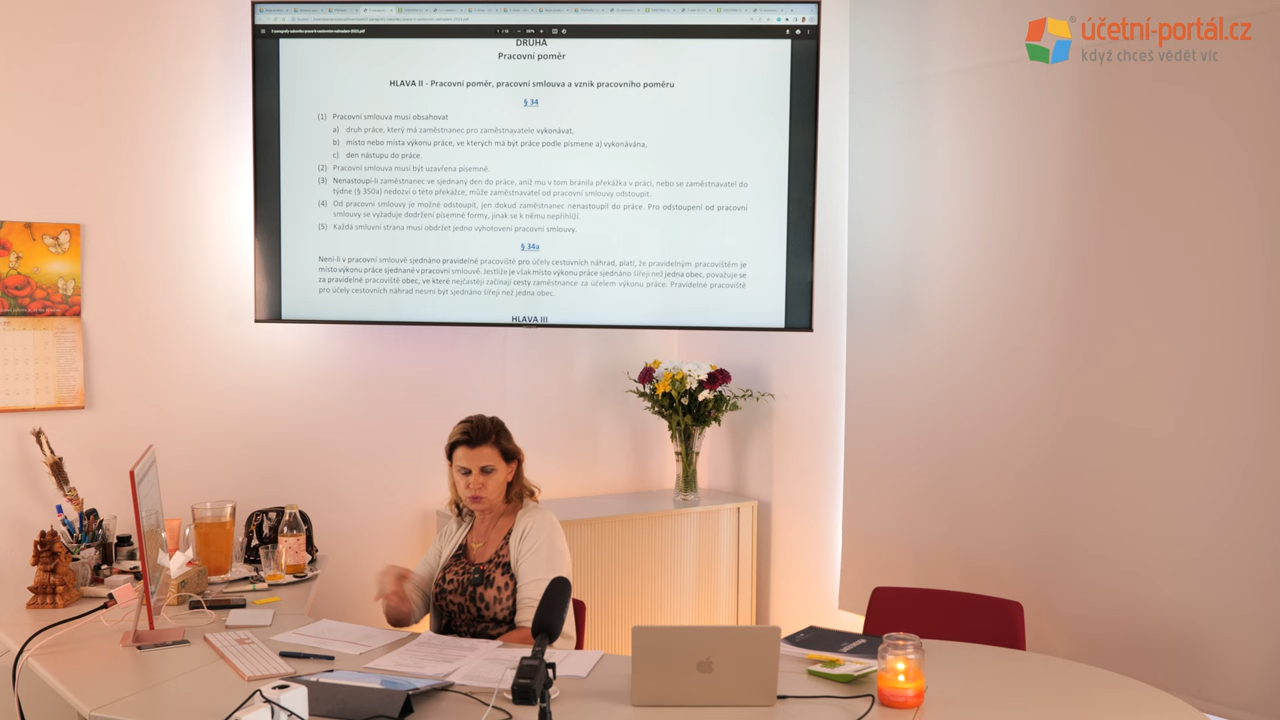 účetní-portál.cz
když chceš vědět víc
DRUHÁ
Pracovní poměr
HLAVA II - Pracovní poměr, pracovní smlouva a vznik pracovního poměru
§ 34
(1) Pracovní smlouva musí obsahovat
a) druh práce, který má zaměstnanec pro zaměstnavatele vykonávat,
b) místo nebo místa výkonu práce, ve kterých má být práce podle písmene a) vykonávána,
c) den nástupu do práce.
(2) Pracovní smlouva musí být uzavřena písemně.
(3) Nenastoupí-li zaměstnanec ve sjednaný den do práce, aniž mu v tom bránila překážka v práci, nebo se zaměstnavatel do
týdne (§ 350a) nedozví o této překážce, může zaměstnavatel od pracovní smlouvy odstoupit.
(4) Od pracovní smlouvy je možné odstoupit, jen dokud zaměstnanec nenastoupil do práce. Pro odstoupení od pracovní
smlouvy se vyžaduje dodržení písemné formy, jinak se k němu nepřihlíží.
(5) Každá smluvní strana musí obdržet jedno vyhotovení pracovní smlouvy.
§ 34a
Není-li v pracovní smlouvě sjednáno pravidelné pracoviště pro účely cestovních náhrad, platí, že pravidelným pracovištěm je
místo výkonu práce sjednané v pracovní smlouvě. Jestliže je však místo výkonu práce sjednáno šířeji než jedna obec, považuje se
za pravidelné pracoviště obec, ve které nejčastěji začínají cesty zaměstnance za účelem výkonu práce. Pravidelné pracoviště
pro účely cestovních náhrad nesmí být sjednáno šířeji než jedna obec.
HLAVA III